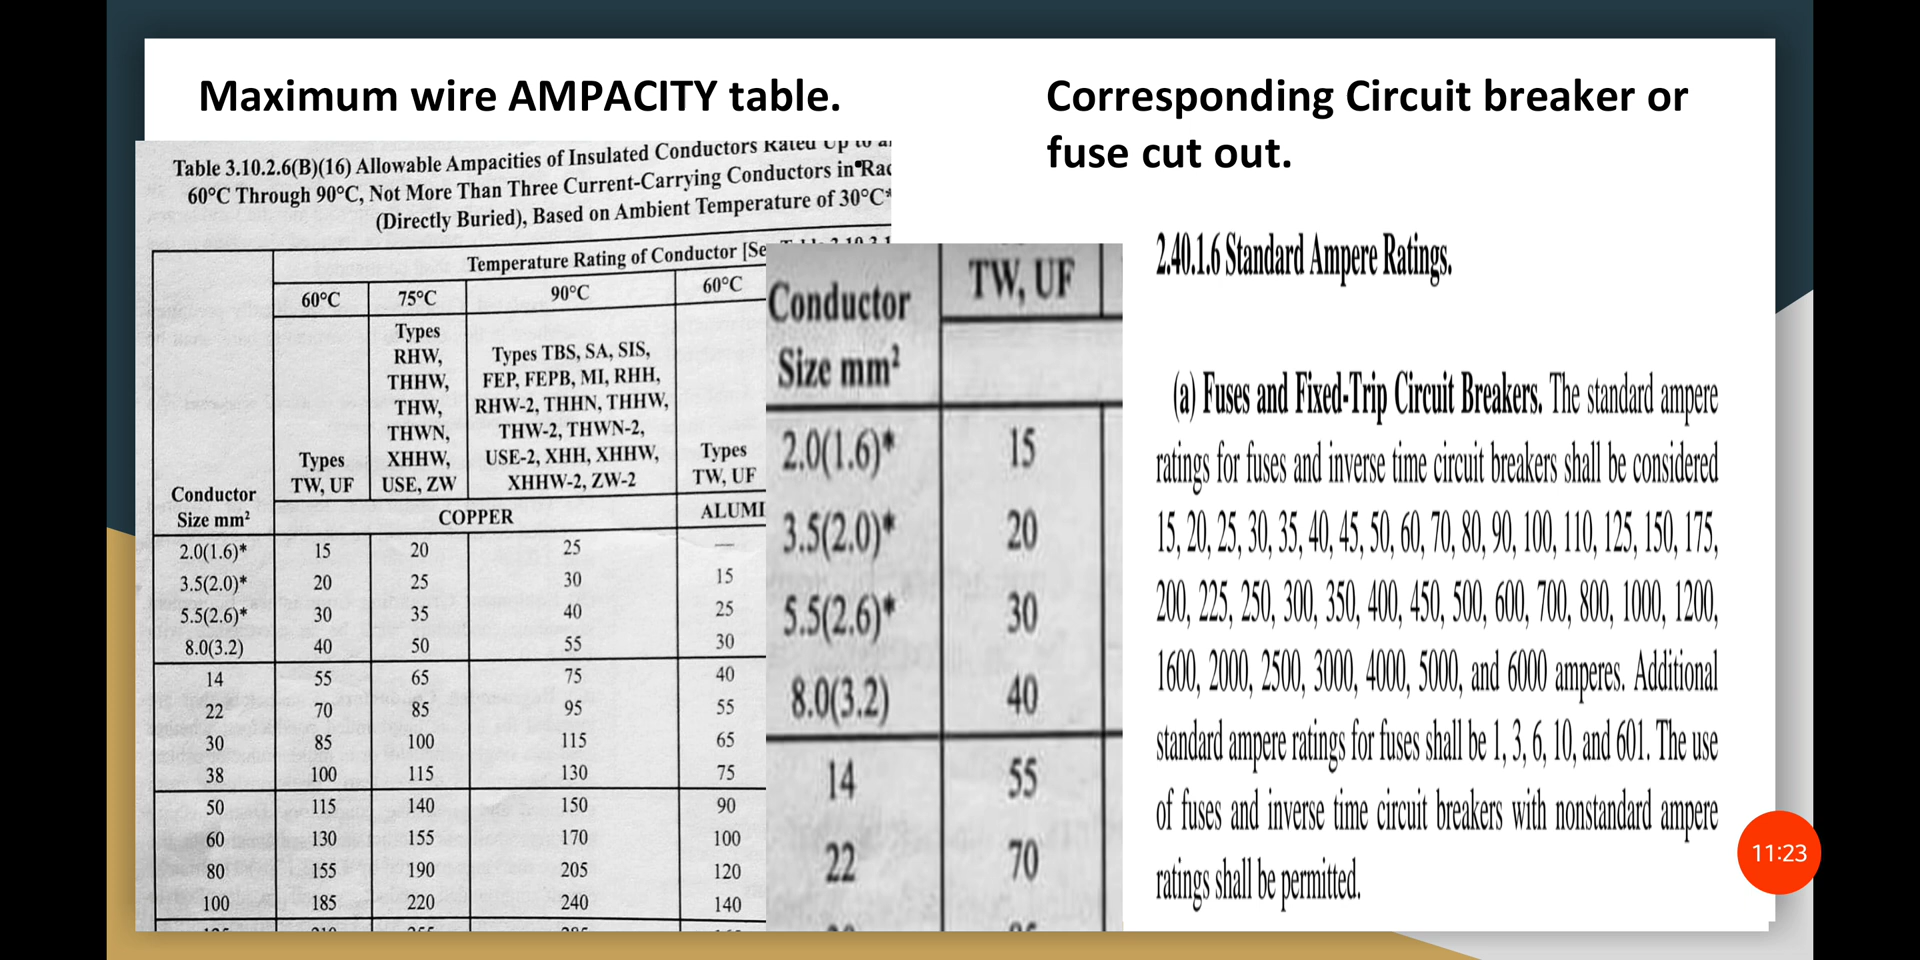 Maximum wire AMPACITY table.
Corresponding Circuit breaker or
fuse cut out.
Table 3.10.2.6(B)(16) Allowable Ampacities of Insulated Conductors Rated Up to
60°C Through 90°C, Not More Than Three Current-Carrying Conductors in
(Directly Buried), Based on Ambient Temperature of 30°C*
Temperature Rating of Conductor
60°C 75°C 90°C 60°C
Types
RHW,
THHW,
THW,
THWN,
XHHW,
USE, ZW
Types TBS, SA, SIS,
FEP, FEPB, MI, RHH,
RHW-2, THHN, THHW,
THW-2, THWN-2,
USE-2, XHH, XHHW,
XHHW-2, ZW-2
Types
TW, UF
Types
TW, UF
Conductor
Size mm²
COPPER
2.0(1.6)* 15 20 25 —
3.5(2.0)* 20 25 30 15
5.5(2.6)* 30 35 40 25
8.0(3.2) 40 50 55 30
14 55 65 75 40
22 70 85 95 55
30 85 100 115 65
38 100 115 130 75
50 115 140 150 90
60 130 155 170 100
80 155 190 205 120
100 185 220 240 140
Conductor
Size mm²
TW, UF
2.0(1.6)* 15
3.5(2.0)* 20
5.5(2.6)* 30
8.0(3.2) 40
14 55
22 70
2.40.1.6 Standard Ampere Ratings.
(a) Fuses and Fixed-Trip Circuit Breakers. The standard ampere
ratings for fuses and inverse time circuit breakers shall be considered
15, 20, 25, 30, 35, 40, 45, 50, 60, 70, 80, 90, 100, 110, 125, 150, 175,
200, 225, 250, 300, 350, 400, 450, 500, 600, 700, 800, 1000, 1200,
1600, 2000, 2500, 3000, 4000, 5000, and 6000 amperes. Additional
standard ampere ratings for fuses shall be 1, 3, 6, 10, and 601. The use
of fuses and inverse time circuit breakers with nonstandard ampere
ratings shall be permitted.
11:23